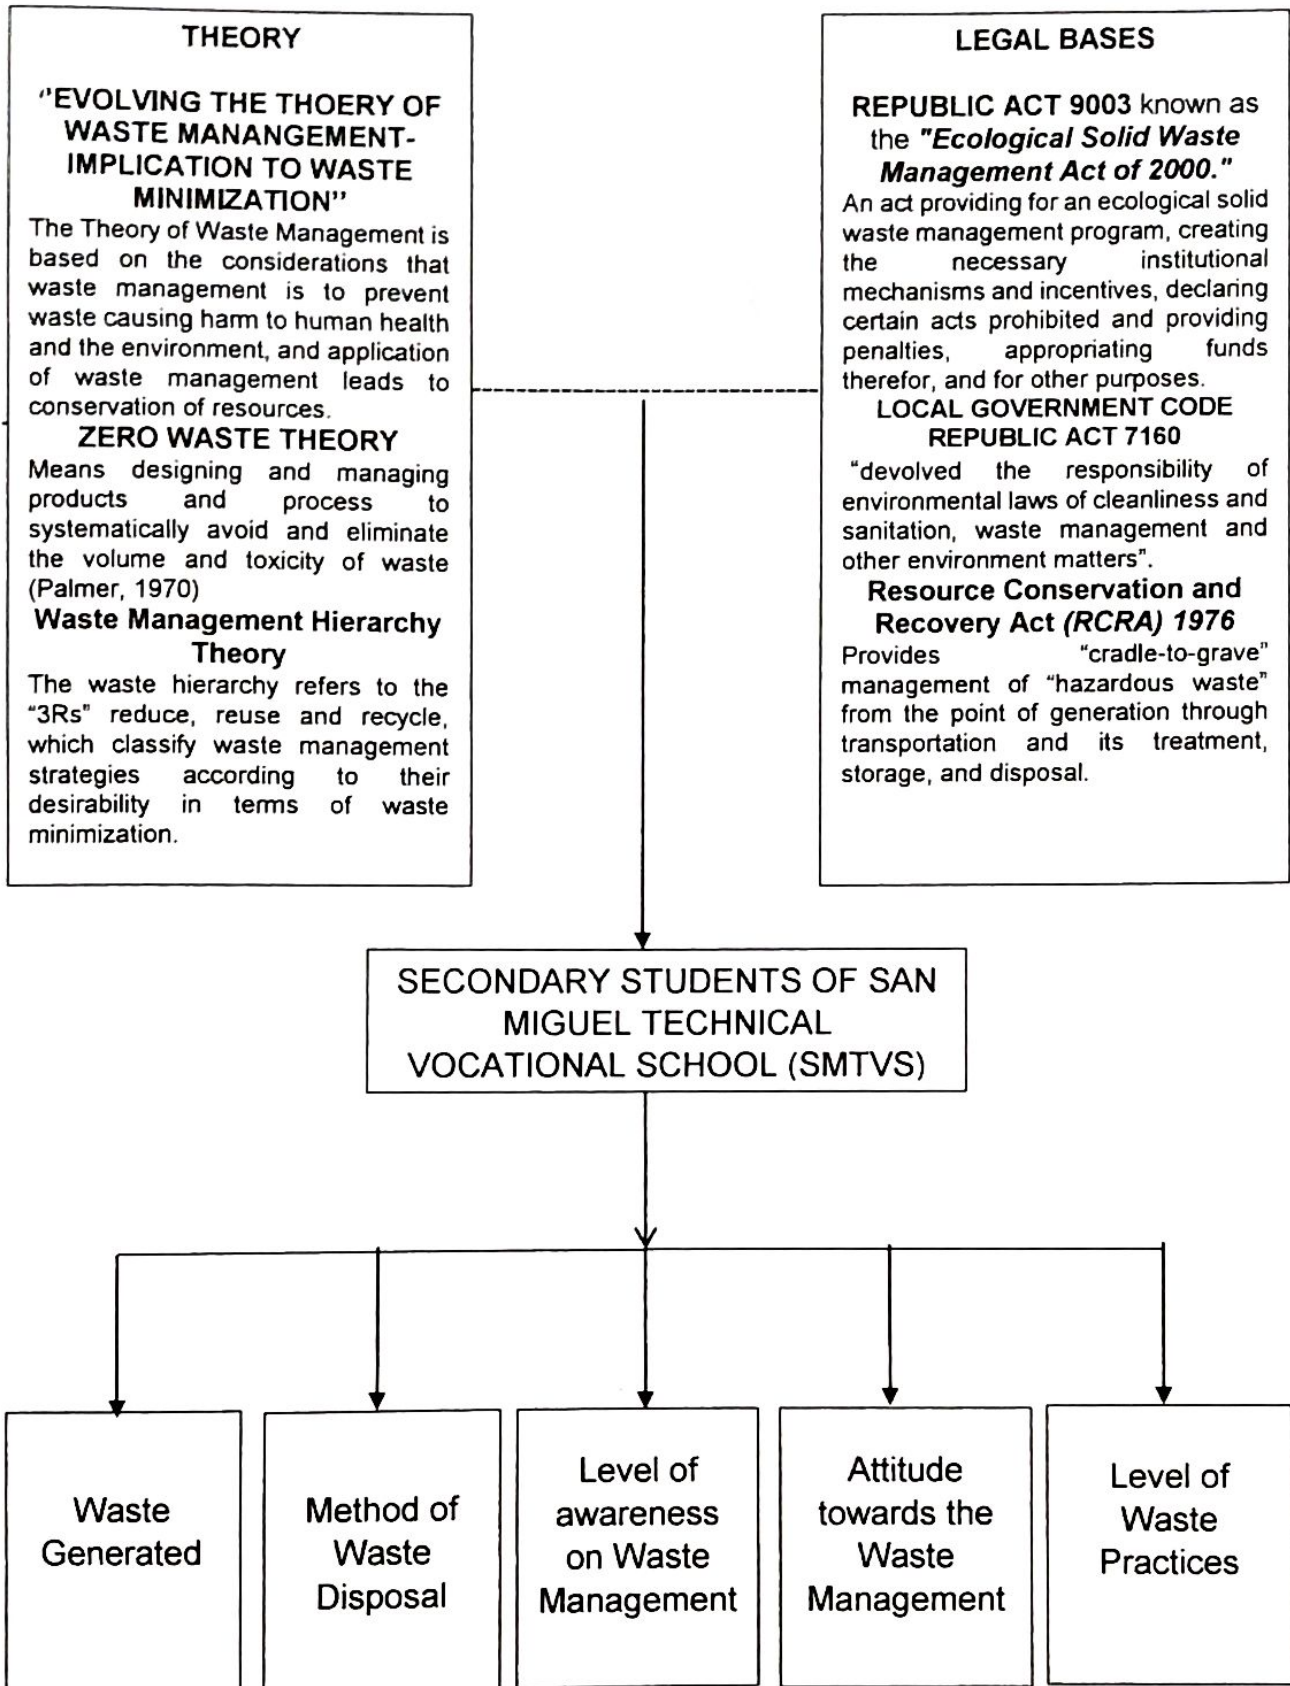 THEORY
"EVOLVING THE THOERY OF
WASTE MANANGEMENT-
IMPLICATION TO WASTE
MINIMIZATION"
The Theory of Waste Management is
based on the considerations that
waste management is to prevent
waste causing harm to human health
and the environment, and application
of waste management leads to
conservation of resources.
ZERO WASTE THEORY
Means designing and managing
products and process to
systematically avoid and eliminate
the volume and toxicity of waste
(Palmer, 1970)
Waste Management Hierarchy
Theory
The waste hierarchy refers to the
"3Rs" reduce, reuse and recycle,
which classify waste management
strategies according to their
desirability in terms of waste
minimization.
LEGAL BASES
REPUBLIC ACT 9003 known as
the "Ecological Solid Waste
Management Act of 2000."
An act providing for an ecological solid
waste management program, creating
the necessary institutional
mechanisms and incentives, declaring
certain acts prohibited and providing
penalties, appropriating funds
therefor, and for other purposes.
LOCAL GOVERNMENT CODE
REPUBLIC ACT 7160
"devolved the responsibility of
environmental laws of cleanliness and
sanitation, waste management and
other environment matters".
Resource Conservation and
Recovery Act (RCRA) 1976
Provides "cradle-to-grave"
management of "hazardous waste"
from the point of generation through
transportation and its treatment,
storage, and disposal.
SECONDARY STUDENTS OF SAN
MIGUEL TECHNICAL
VOCATIONAL SCHOOL (SMTVS)
Waste
Generated
Method of
Waste
Disposal
Level of
awareness
on Waste
Management
Attitude
towards the
Waste
Management
Level of
Waste
Practices